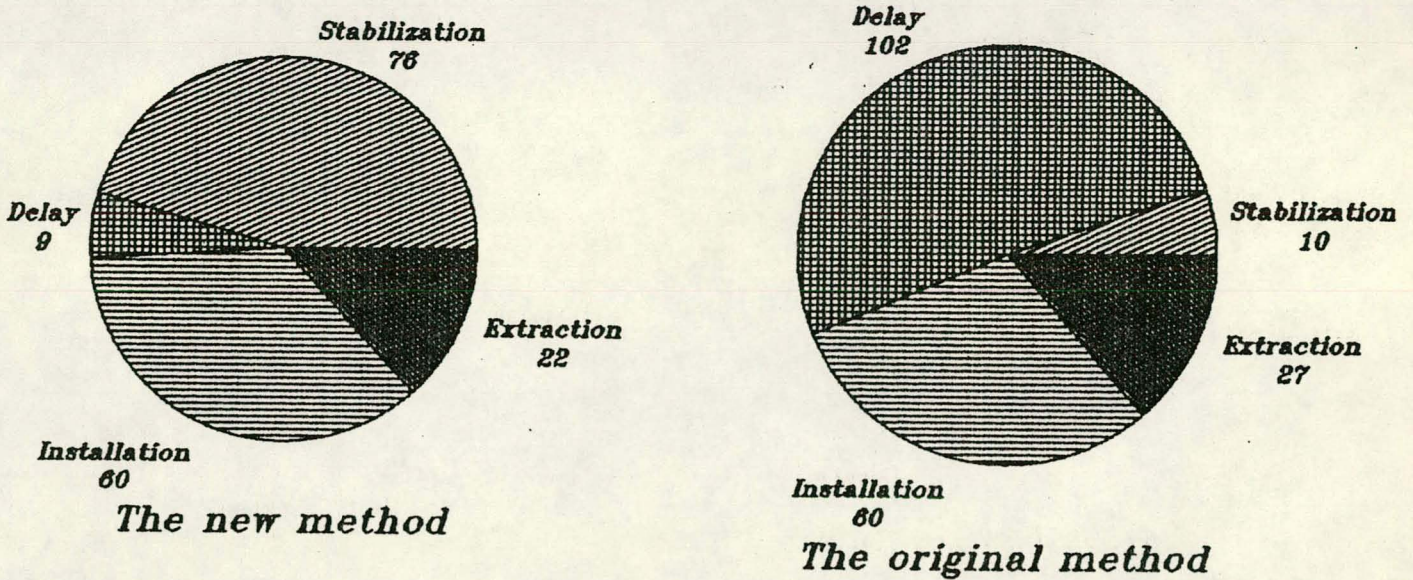 Stabilization
76
Delay
9
Extraction
22
Installation
60
The new method
Delay
102
Stabilization
10
Extraction
27
Installation
60
The original method